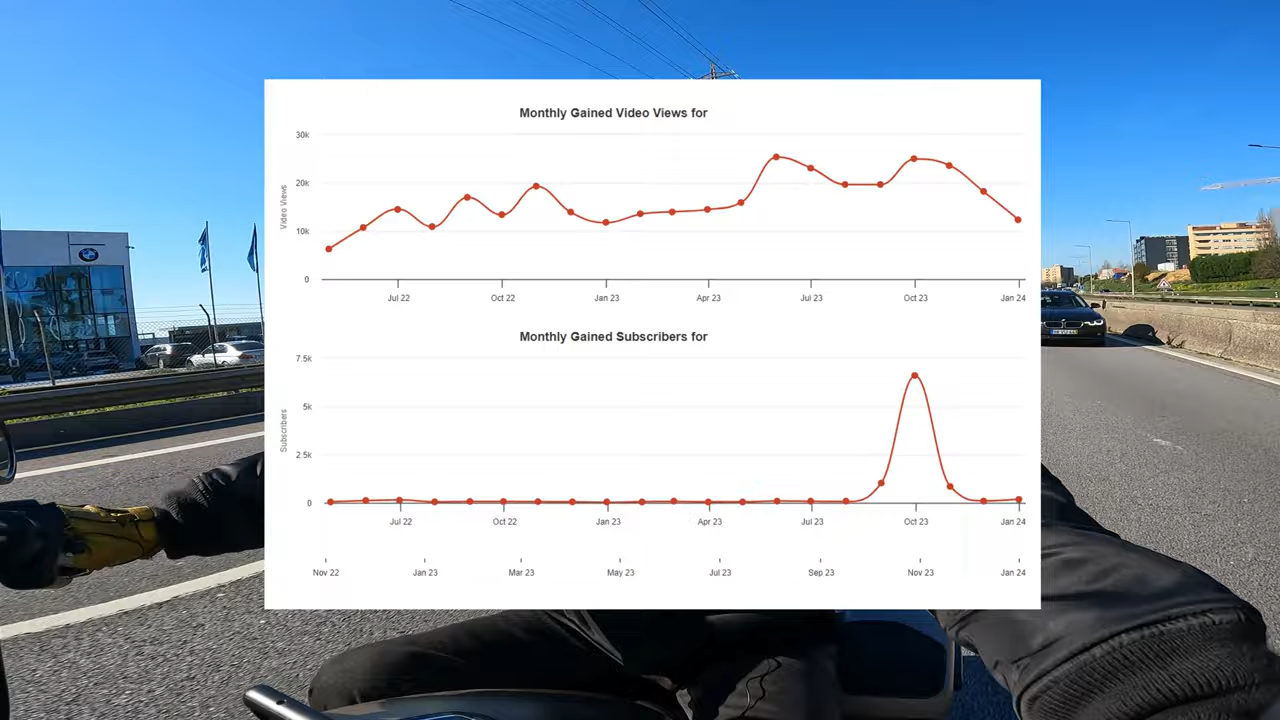 Monthly Gained Video Views for
30k
20k
10k
0
Video Views
Jul 22 Oct 22 Jan 23 Apr 23 Jul 23 Oct 23 Jan 24
Monthly Gained Subscribers for
7.5k
5k
2.5k
0
Subscribers
Jul 22 Oct 22 Jan 23 Apr 23 Jul 23 Oct 23 Jan 24
Nov 22 Jan 23 Mar 23 May 23 Jul 23 Sep 23 Nov 23 Jan 24